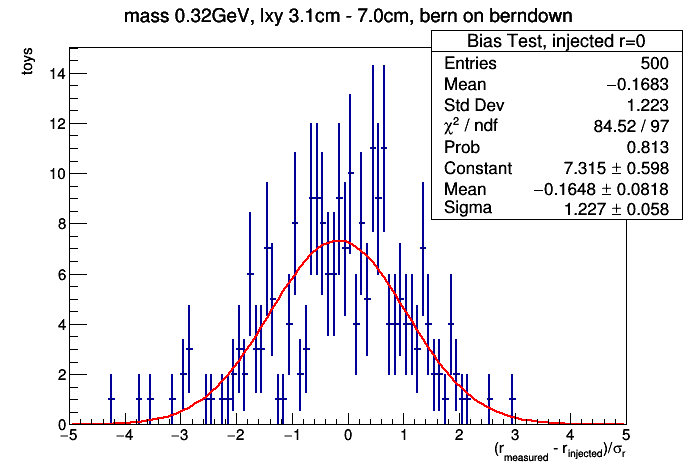 mass 0.32GeV, lxy 3.1cm - 7.0cm, bern on berndown
Bias Test, injected r=0
Entries 500
Mean −0.1683
Std Dev 1.223
χ² / ndf 84.52 / 97
Prob 0.813
Constant 7.315 ± 0.598
Mean −0.1648 ± 0.0818
Sigma 1.227 ± 0.058
toys
14
12
10
8
6
4
2
0
−5 −4 −3 −2 −1 0 1 2 3 4 5
(r_measured - r_injected)/σ_r